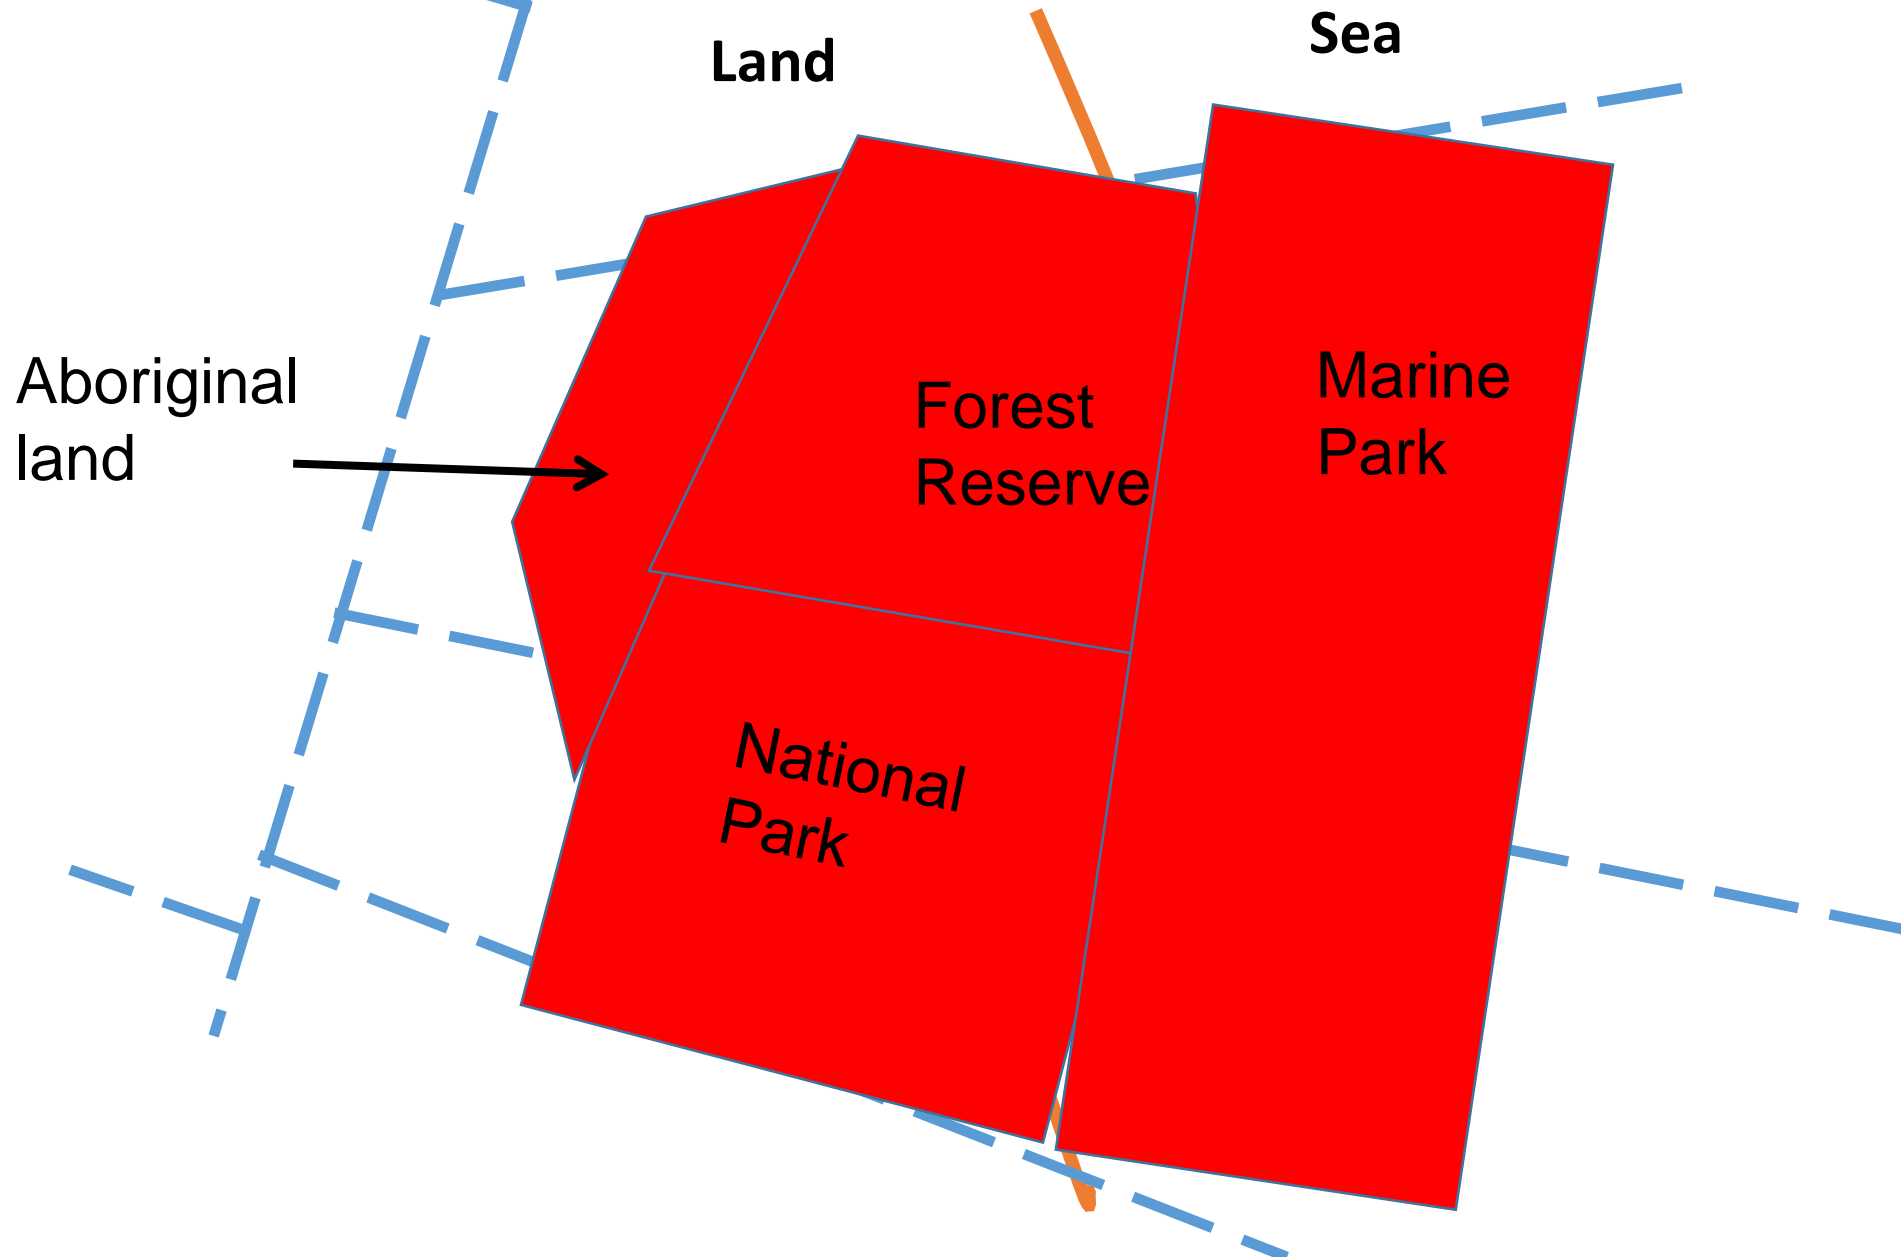 Land
Sea
Aboriginal
land
Forest
Reserve
Marine
Park
National
Park